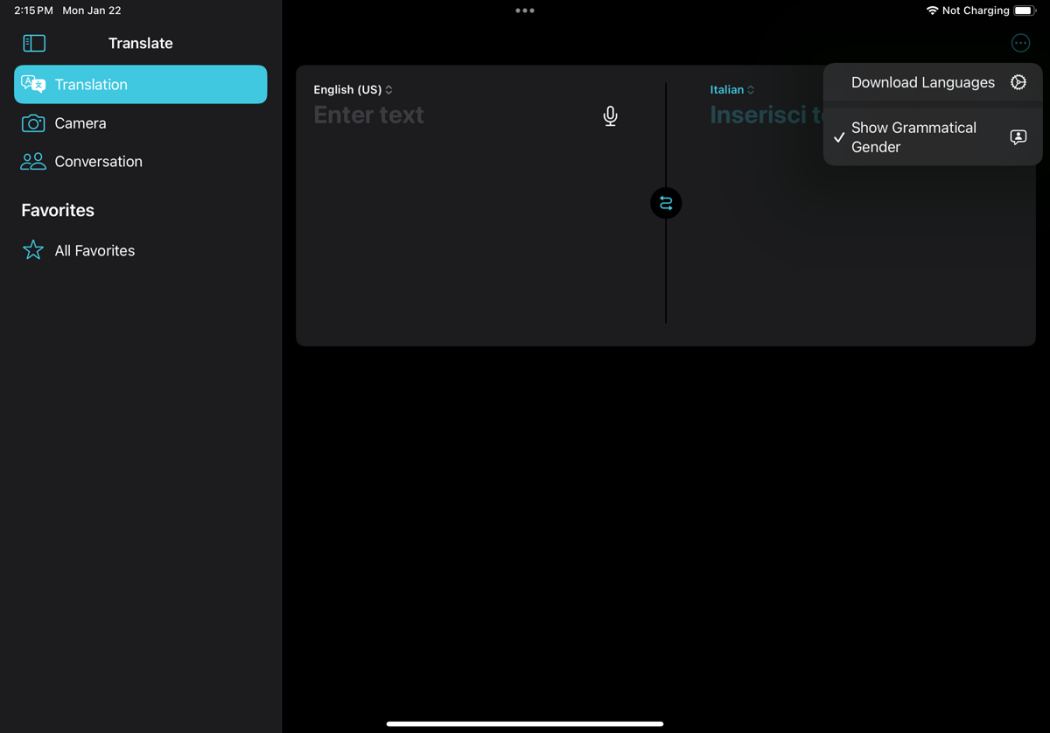 2:15 PM Mon Jan 22
Not Charging
Translate
Translation
Camera
Conversation
Favorites
All Favorites
English (US)
Enter text
Italian
Inserisci
Download Languages
Show Grammatical
Gender